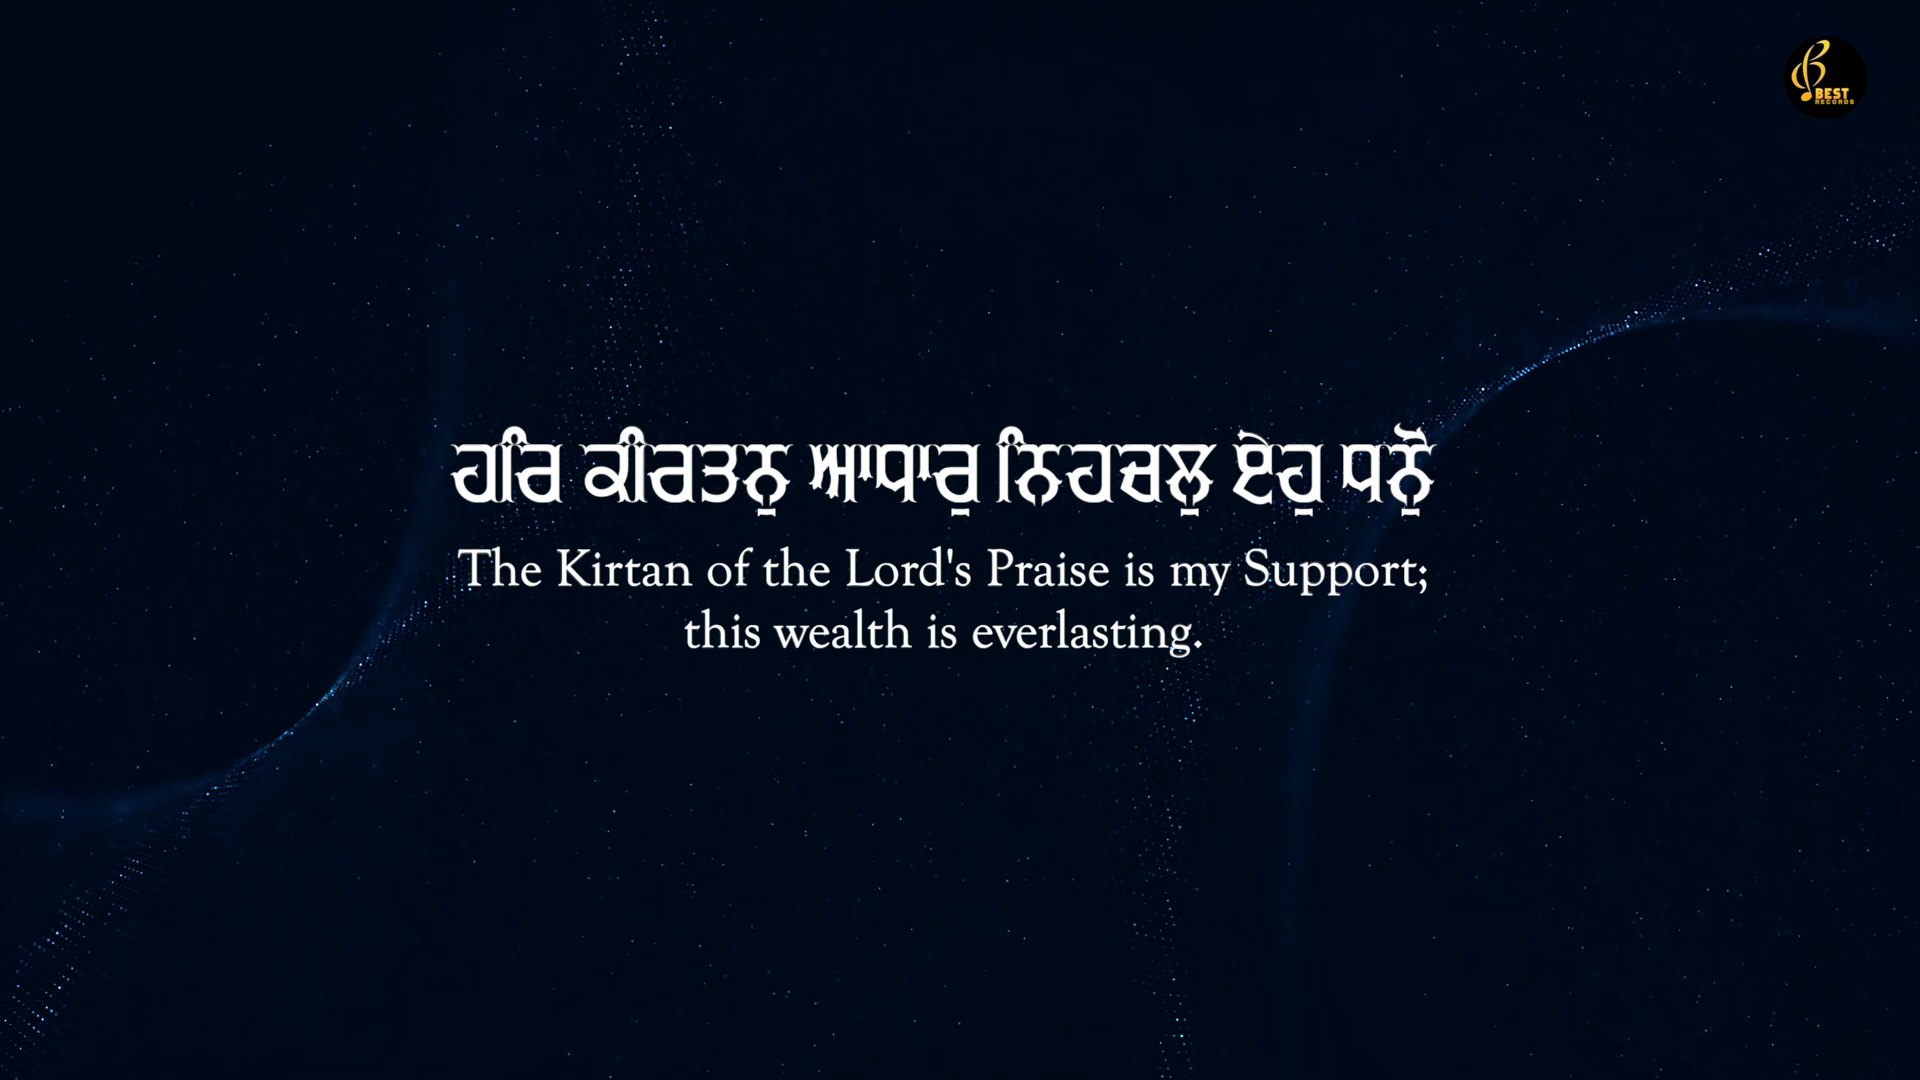 BEST
RECORDS
ਹਰਿ ਕੀਰਤਨੁ ਆਧਾਰੁ ਨਿਹਚਲੁ ਏਹੁ ਧਨੋੁ
The Kirtan of the Lord's Praise is my Support;
this wealth is everlasting.